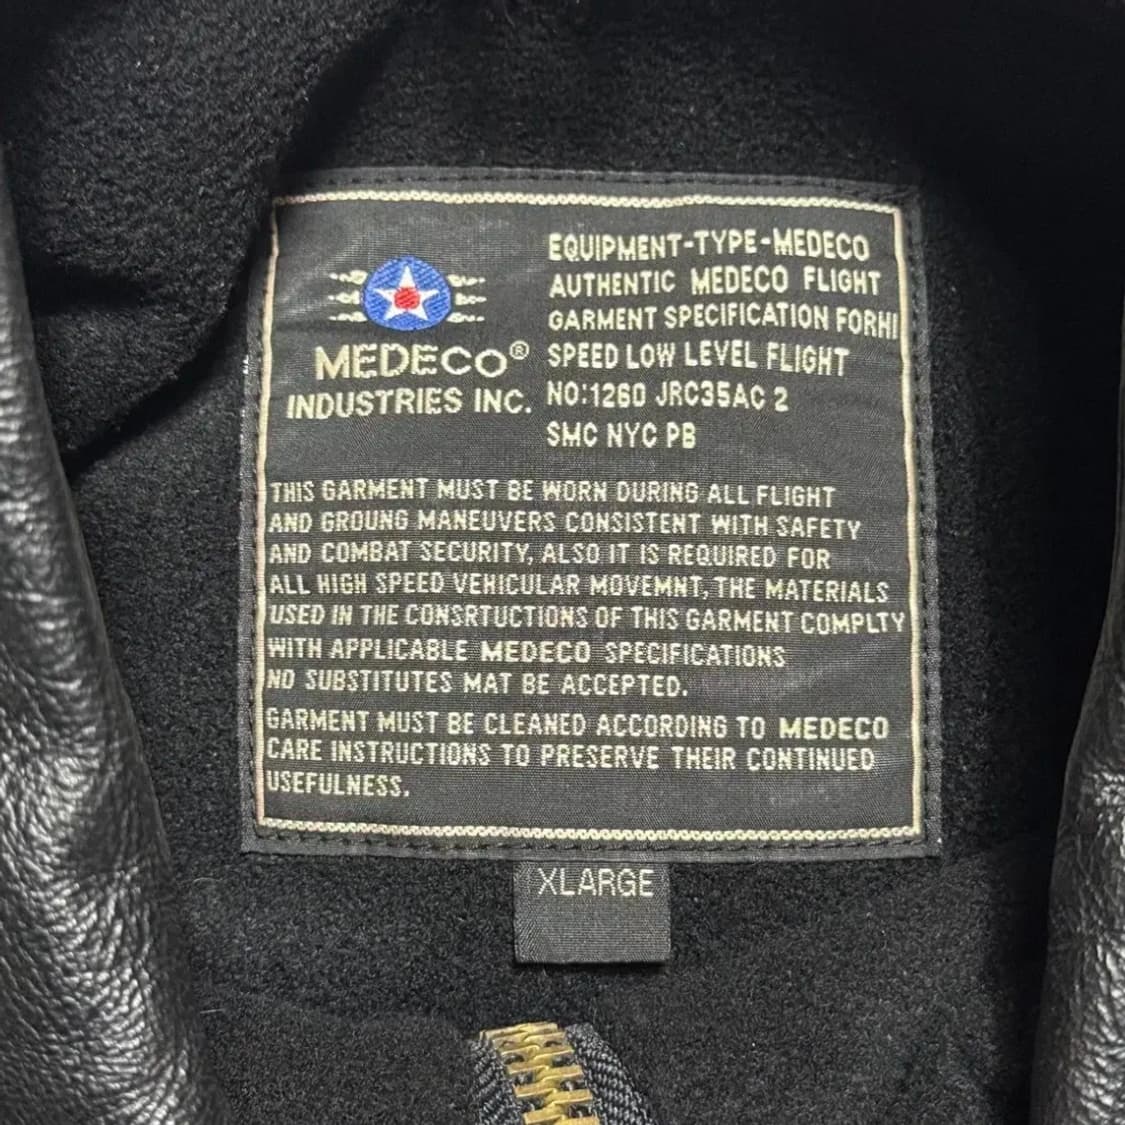 MEDECO®
INDUSTRIES INC.
EQUIPMENT-TYPE-MEDECO
AUTHENTIC MEDECO FLIGHT
GARMENT SPECIFICATION FORHI
SPEED LOW LEVEL FLIGHT
NO:1260 JRC35AC 2
SMC NYC PB
THIS GARMENT MUST BE WORN DURING ALL FLIGHT
AND GROUNG MANEUVERS CONSISTENT WITH SAFETY
AND COMBAT SECURITY, ALSO IT IS REQUIRED FOR
ALL HIGH SPEED VEHICULAR MOVEMNT, THE MATERIALS
USED IN THE CONSRTUCTIONS OF THIS GARMENT COMPLTY
WITH APPLICABLE MEDECO SPECIFICATIONS
NO SUBSTITUTES MAT BE ACCEPTED.
GARMENT MUST BE CLEANED ACCORDING TO MEDECO
CARE INSTRUCTIONS TO PRESERVE THEIR CONTINUED
USEFULNESS.
XLARGE